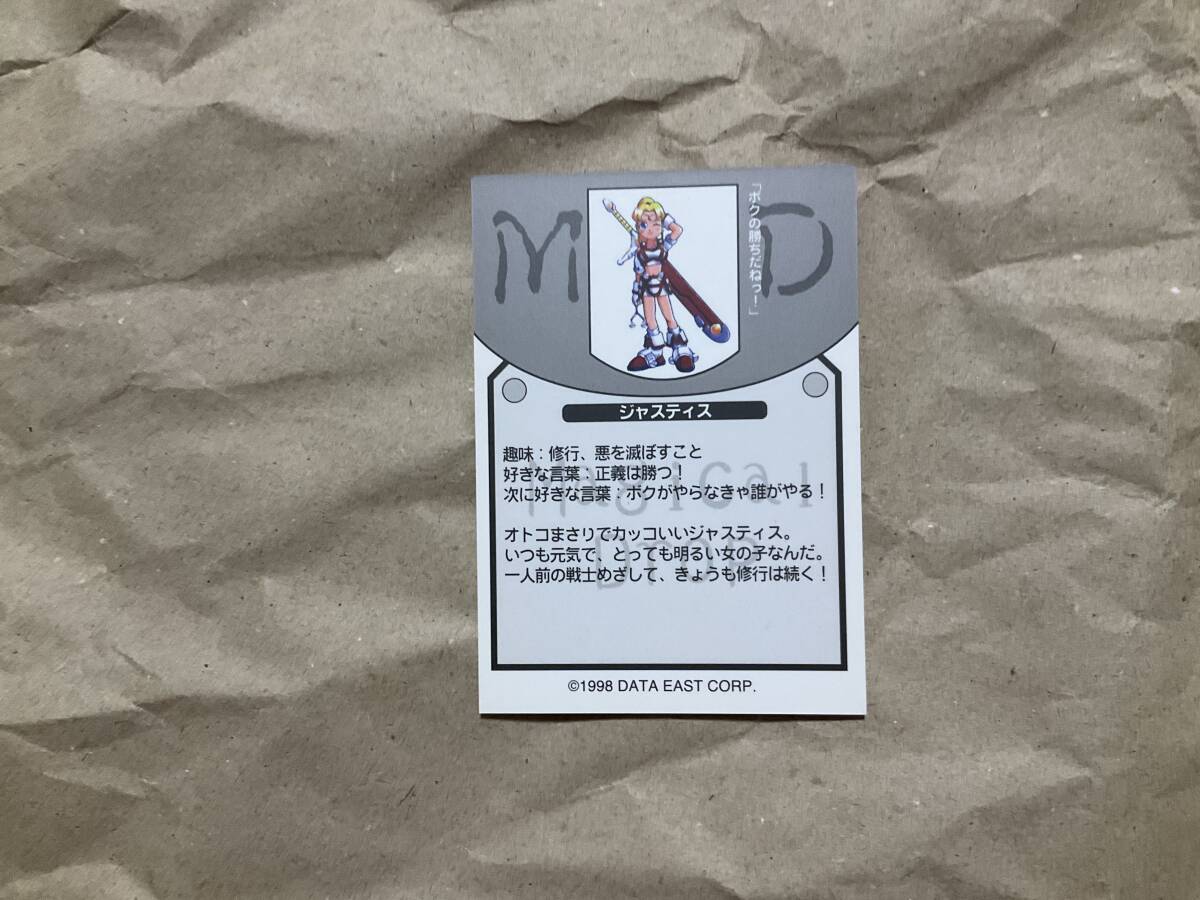 M D
「ボクの勝ちだねっ！」
ジャスティス
趣味：修行、悪を滅ぼすこと
好きな言葉：正義は勝つ
次に好きな言葉：ボクがやらなきゃ誰がやる！
Magical
Drop
オトコまさりでカッコいいジャスティス。
いつも元気で、とっても明るい女の子なんだ。
一人前の戦士めざして、きょうも修行は続く！
©1998 DATA EAST CORP.